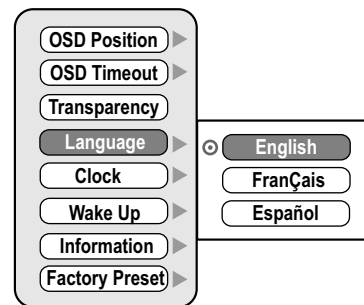 OSD Position
OSD Timeout
Transparency
Language
Clock
Wake Up
Information
Factory Preset
English
FranÇais
Español